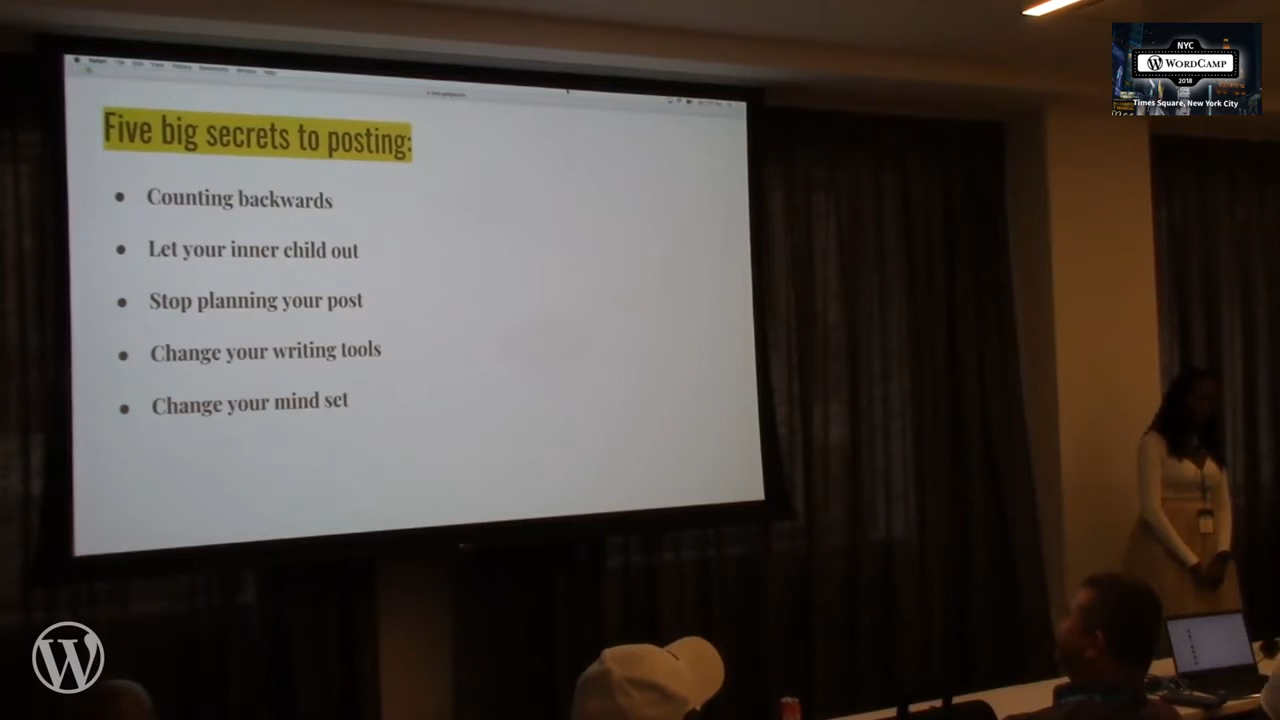 NYC
WORDCAMP
2018
Times Square, New York City
Five big secrets to posting:
Counting backwards
Let your inner child out
Stop planning your post
Change your writing tools
Change your mind set